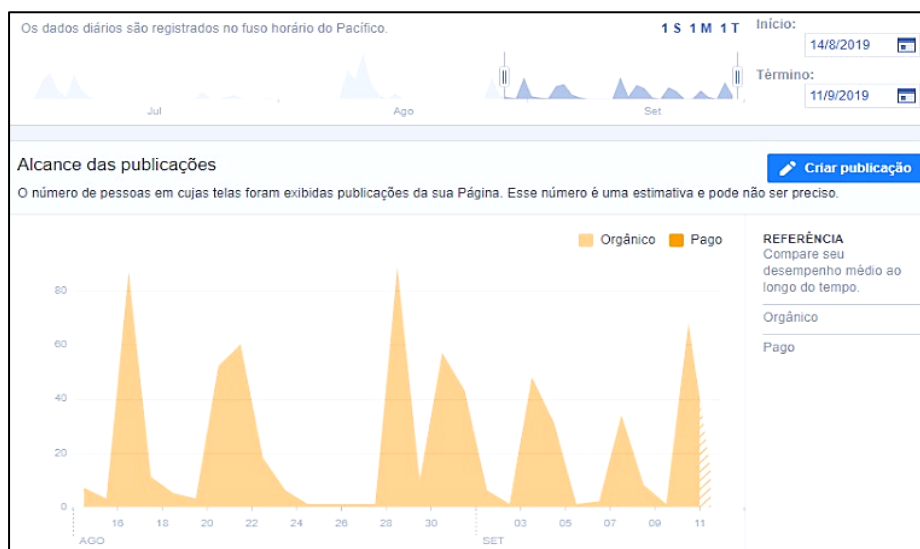 Os dados diários são registrados no fuso horário do Pacífico.
1 S 1 M 1 T
Início:
14/8/2019
Término:
11/9/2019
Jul
Ago
Set
Alcance das publicações
Criar publicação
O número de pessoas em cujas telas foram exibidas publicações da sua Página. Esse número é uma estimativa e pode não ser preciso.
Orgânico
Pago
REFERÊNCIA
Compare seu
desempenho médio ao
longo do tempo.
Orgânico
Pago
80
60
40
20
0
16 18 20 22 24 26 28 30 03 05 07 09 11
AGO SET